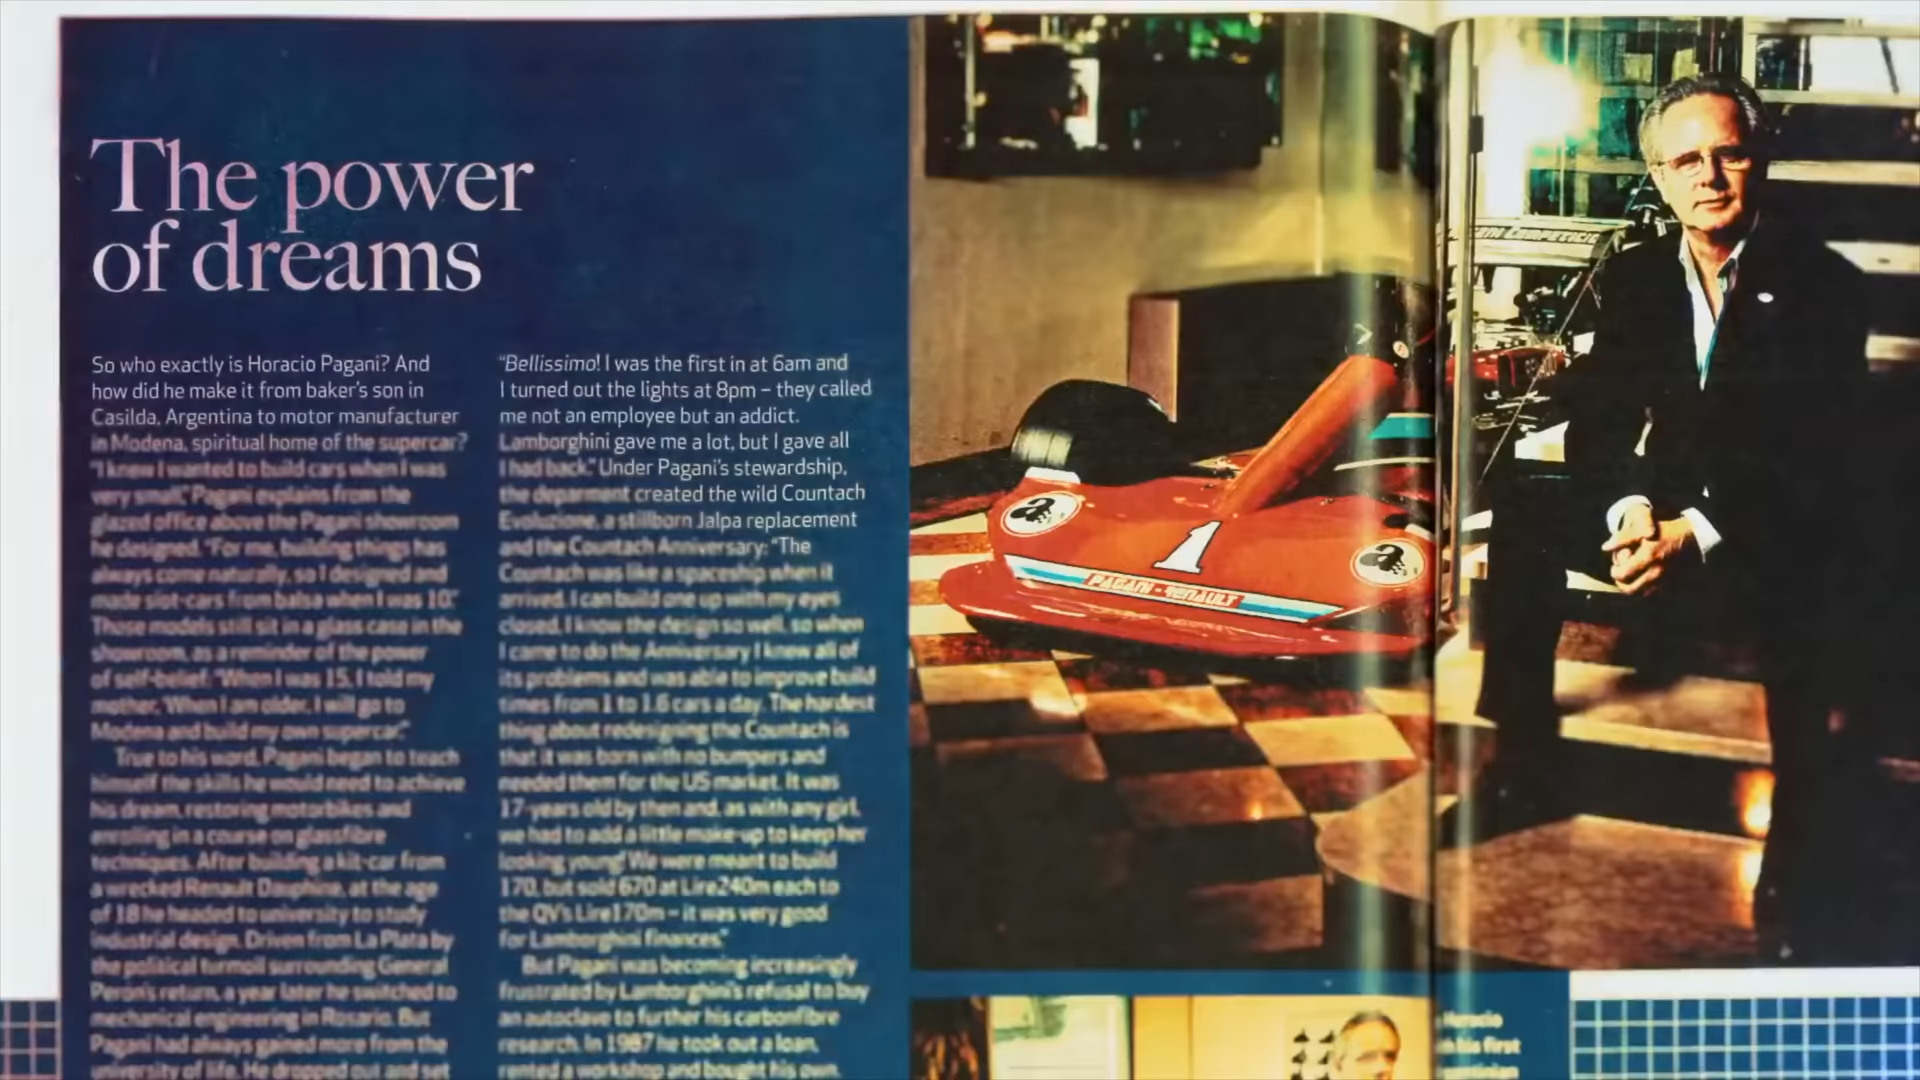 The power
of dreams
So who exactly is Horacio Pagani? And
how did he make it from baker's son in
Casilda, Argentina to motor manufacturer
in Modena, spiritual home of the supercar?
"I knew I wanted to build cars when I was
very small," Pagani explains from the
glazed office above the Pagani showroom
he designed. "For me, building things has
always come naturally, so I designed and
made slot-cars from balsa when I was 10."
Those models still sit in a glass case in the
showroom, as a reminder of the power
of self-belief. "When I was 15, I told my
mother, 'When I am older, I will go to
Modena and build my own supercar.'"
True to his word, Pagani began to teach
himself the skills he would need to achieve
his dream, restoring motorbikes and
enrolling in a course on glassfibre
techniques. After building a kit-car from
a wrecked Renault Dauphine, at the age
of 18 he headed to university to study
industrial design. Driven from La Plata by
the political turmoil surrounding General
Peron's return, a year later he switched to
mechanical engineering in Rosario. But
Pagani had always gained more from the
university of life. He dropped out and set
"Bellissimo! I was the first in at 6am and
I turned out the lights at 8pm – they called
me not an employee but an addict.
Lamborghini gave me a lot, but I gave all
I had back." Under Pagani's stewardship,
the deparment created the wild Countach
Evoluzione, a stillborn Jalpa replacement
and the Countach Anniversary: "The
Countach was like a spaceship when it
arrived. I can build one up with my eyes
closed, I know the design so well, so when
I came to do the Anniversary I knew all of
its problems and was able to improve build
times from 1 to 1.6 cars a day. The hardest
thing about redesigning the Countach is
that it was born with no bumpers and
needed them for the US market. It was
17-years old by then and, as with any girl,
we had to add a little make-up to keep her
looking young! We were meant to build
170, but sold 670 at Lire240m each to
the QV's Lire170m – it was very good
for Lamborghini finances."
But Pagani was becoming increasingly
frustrated by Lamborghini's refusal to buy
an autoclave to further his carbonfibre
research. In 1987 he took out a loan,
rented a workshop and bought his own.
1
PAGANI - RENAULT
COMPETICIO
Horacio
his first